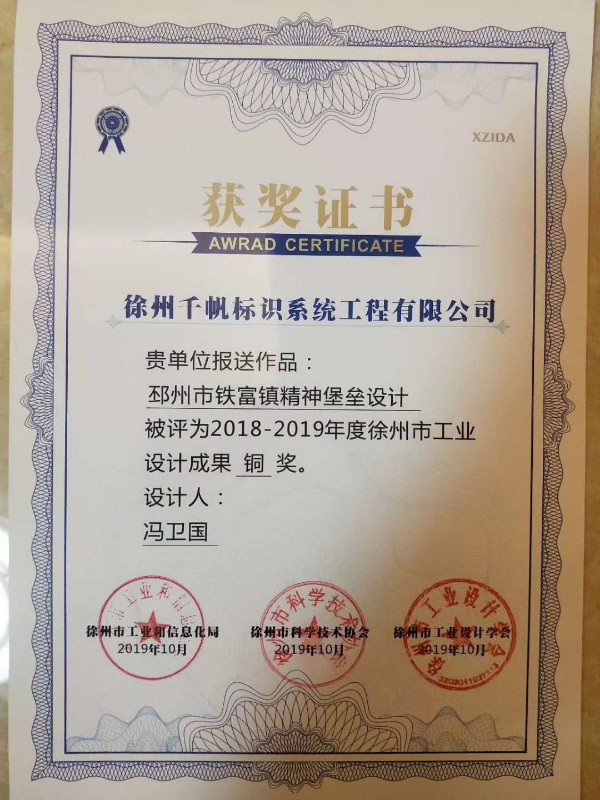 XZIDA
获奖证书
AWRAD CERTIFICATE
徐州千帆标识系统工程有限公司
贵单位报送作品：
邳州市铁富镇精神堡垒设计
被评为2018-2019年度徐州市工业
设计成果 铜 奖。
设计人：
冯卫国
徐州市工业和信息化局 徐州市科学技术协会 徐州市工业设计学会
2019年10月 2019年10月 2019年10月